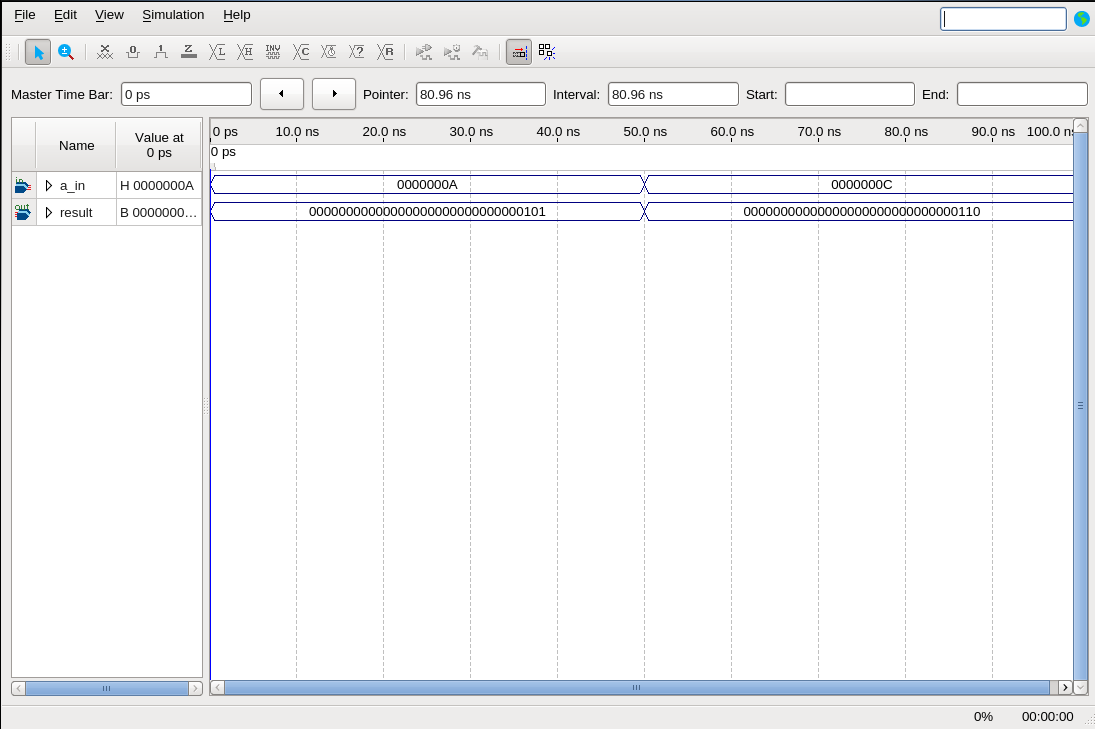 File Edit View Simulation Help
X 0 1 Z L H INV C ? R
Master Time Bar: 0 ps Pointer: 80.96 ns Interval: 80.96 ns Start: End:
Name Value at 0 ps
0 ps 10.0 ns 20.0 ns 30.0 ns 40.0 ns 50.0 ns 60.0 ns 70.0 ns 80.0 ns 90.0 ns 100.0 ns
0 ps
in a_in H 0000000A 0000000A 0000000C
out result B 0000000... 00000000000000000000000000000101 00000000000000000000000000000110
0% 00:00:00